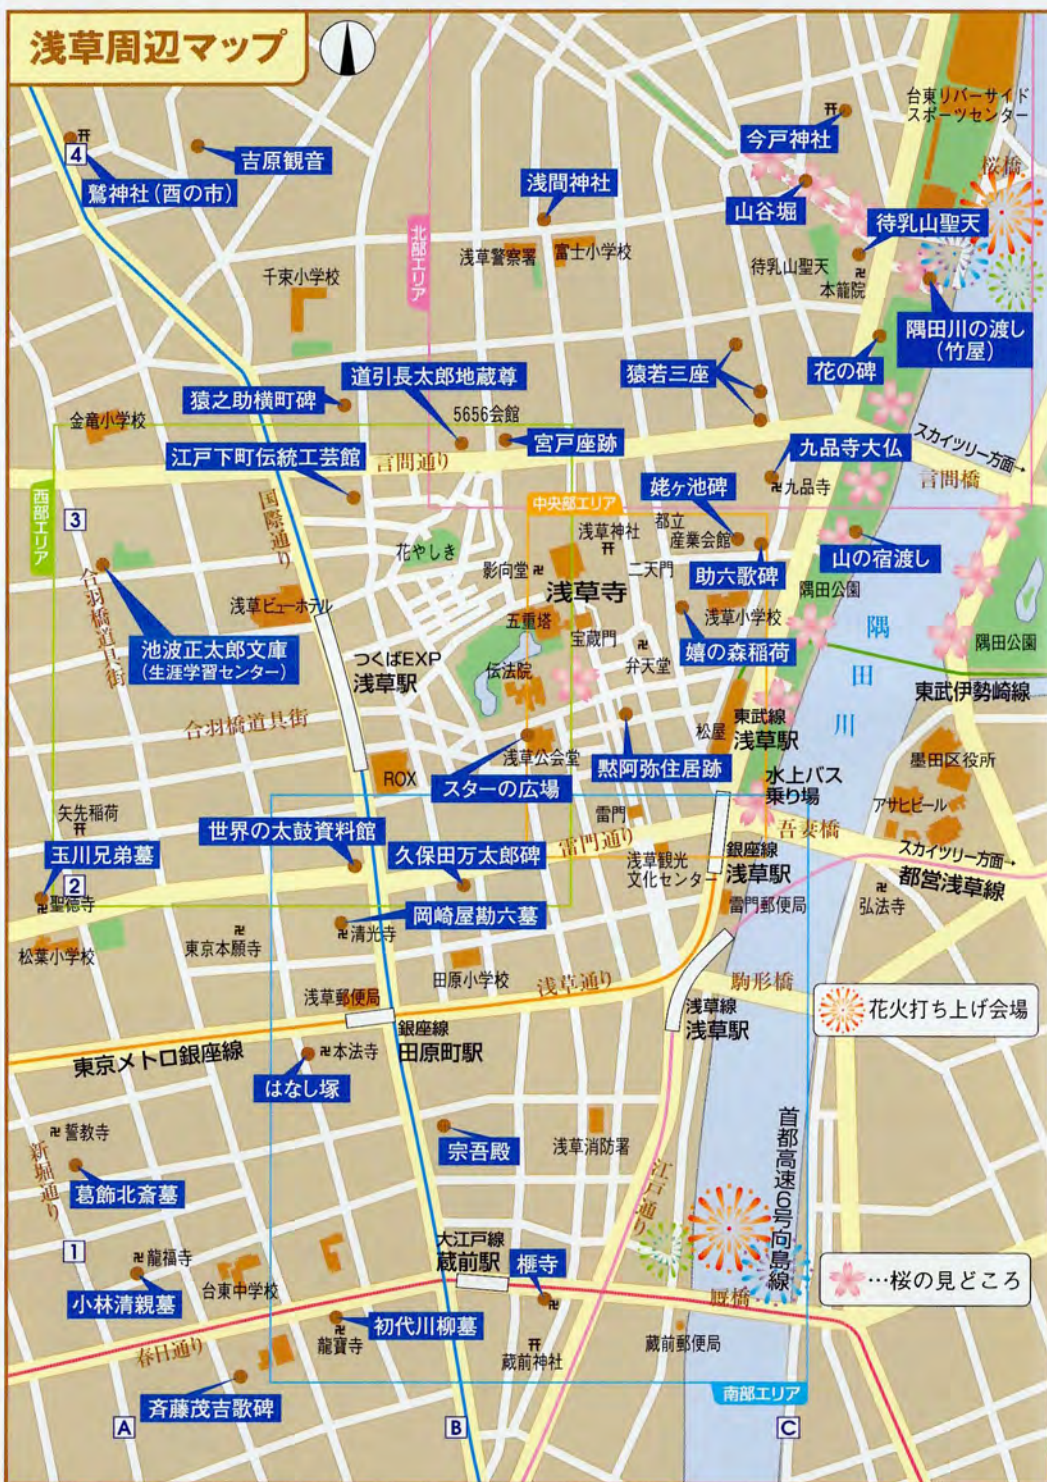 浅草周辺マップ
台東リバーサイド
スポーツセンター
今戸神社
桜橋
4
吉原観音
鷲神社(酉の市)
浅間神社
山谷堀
待乳山聖天
北部エリア
浅草警察署
富士小学校
待乳山聖天
本龍院
千束小学校
隅田川の渡し
(竹屋)
花の碑
猿若三座
道引長太郎地蔵尊
猿之助横町碑
5656会館
金竜小学校
宮戸座跡
スカイツリー方面→
言問橋
江戸下町伝統工芸館
言問通り
九品寺大仏
九品寺
西部エリア
国際通り
姥ヶ池碑
中央部エリア
3
浅草神社
都立
産業会館
花やしき
影向堂
二天門
助六歌碑
山の宿渡し
合羽橋道具街
浅草寺
浅草ビューホテル
五重塔
宝蔵門
浅草小学校
隅田公園
隅田川
隅田公園
池波正太郎文庫
(生涯学習センター)
つくばEXP
浅草駅
伝法院
弁天堂
嬉の森稲荷
東武伊勢崎線
合羽橋道具街
松屋
東武線
浅草駅
浅草公会堂
黙阿弥住居跡
墨田区役所
ROX
スターの広場
水上バス
乗り場
アサヒビール
矢先稲荷
世界の太鼓資料館
雷門
吾妻橋
玉川兄弟墓
久保田万太郎碑
雷門通り
浅草観光
文化センター
銀座線
浅草駅
スカイツリー方面→
都営浅草線
2
聖徳寺
岡崎屋勘六墓
雷門郵便局
弘法寺
松葉小学校
東京本願寺
清光寺
田原小学校
浅草通り
駒形橋
浅草郵便局
浅草線
浅草駅
花火打ち上げ会場
東京メトロ銀座線
銀座線
田原町駅
本法寺
はなし塚
誓教寺
新堀通り
宗吾殿
浅草消防署
首都高速6号向島線
葛飾北斎墓
江戸通り
1
龍福寺
大江戸線
蔵前駅
榧寺
…桜の見どころ
台東中学校
厩橋
小林清親墓
初代川柳墓
春日通り
龍寶寺
蔵前神社
蔵前郵便局
斉藤茂吉歌碑
南部エリア
A
B
C